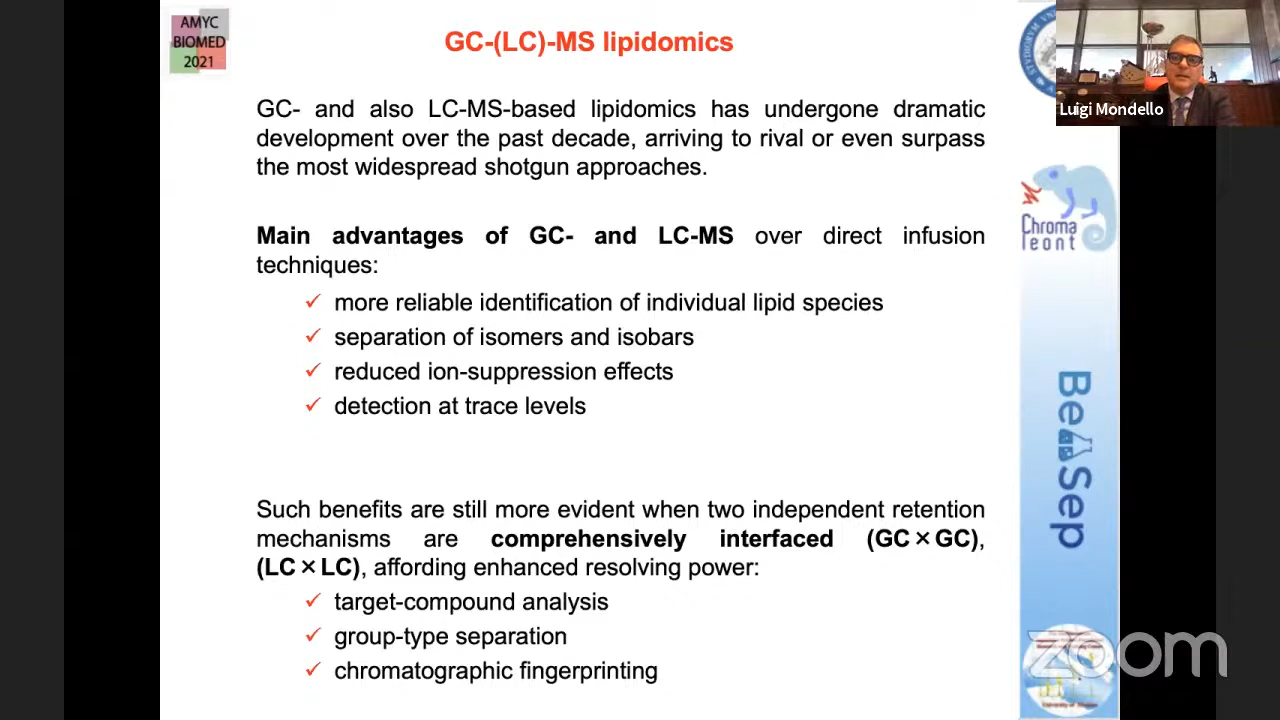 AMYC
BIOMED
2021
GC-(LC)-MS lipidomics
Luigi Mondello
GC- and also LC-MS-based lipidomics has undergone dramatic
development over the past decade, arriving to rival or even surpass
the most widespread shotgun approaches.
Main advantages of GC- and LC-MS over direct infusion
techniques:
✓ more reliable identification of individual lipid species
✓ separation of isomers and isobars
✓ reduced ion-suppression effects
✓ detection at trace levels
Such benefits are still more evident when two independent retention
mechanisms are comprehensively interfaced (GC×GC),
(LC×LC), affording enhanced resolving power:
✓ target-compound analysis
✓ group-type separation
✓ chromatographic fingerprinting
Chroma
leont
BeSep
zoom